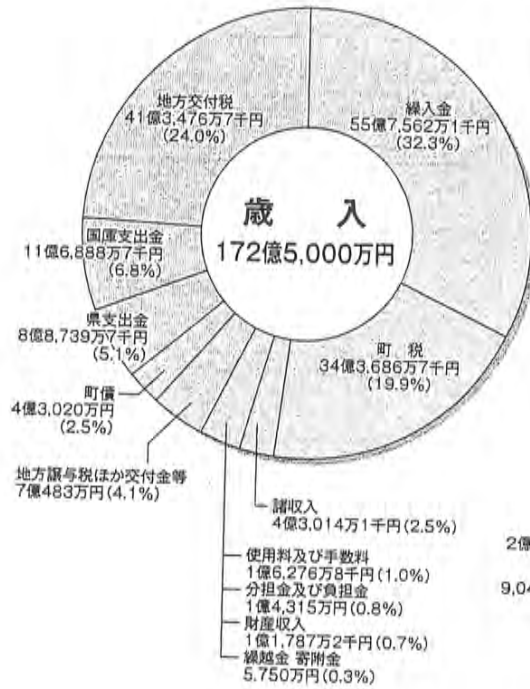 地方交付税
41億3,476万7千円
(24.0%)
繰入金
55億7,562万1千円
(32.3%)
歳 入
172億5,000万円
国庫支出金
11億6,888万7千円
(6.8%)
県支出金
8億8,739万7千円
(5.1%)
町債
4億3,020万円
(2.5%)
地方譲与税ほか交付金等
7億483万円(4.1%)
町 税
34億3,686万7千円
(19.9%)
諸収入
4億3,014万1千円(2.5%)
使用料及び手数料
1億6,276万8千円(1.0%)
分担金及び負担金
1億4,315万円(0.8%)
財産収入
1億1,787万2千円(0.7%)
繰越金 寄附金
5,750万円(0.3%)
2億
9,04